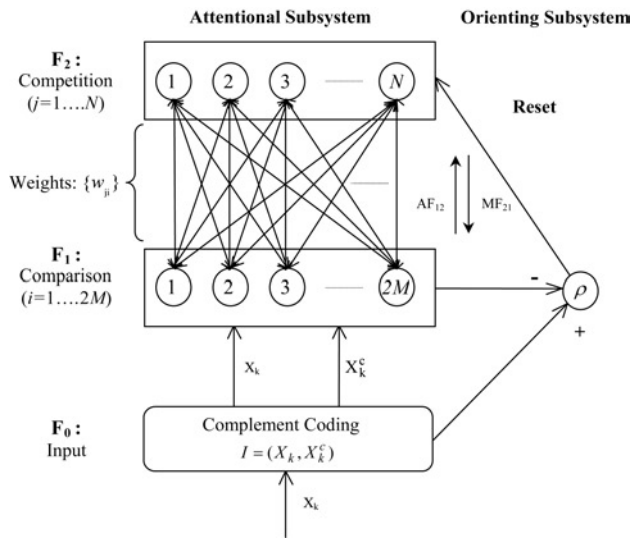 Attentional Subsystem
Orienting Subsystem
F₂ :
Competition
(j=1….N)
1 2 3 N
Reset
Weights: {wⱼᵢ}
AF₁₂ MF₂₁
F₁ :
Comparison
(i=1….2M)
1 2 3 2M
-
ρ
+
Xₖ Xₖᶜ
F₀ :
Input
Complement Coding
I = (Xₖ, Xₖᶜ)
Xₖ